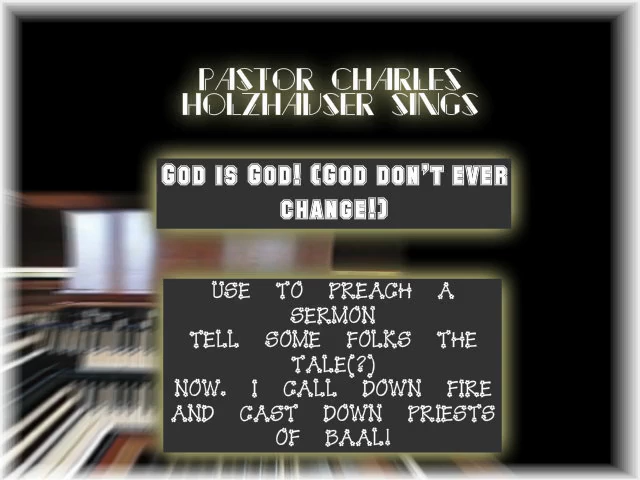 PASTOR CHARLES
HOLZHAUSER SINGS
GOD IS GOD! (GOD DON'T EVER
CHANGE!)
USE TO PREACH A
SERMON
TELL SOME FOLKS THE
TALE(?)
NOW. I CALL DOWN FIRE
AND CAST DOWN PRIESTS
OF BAAL!